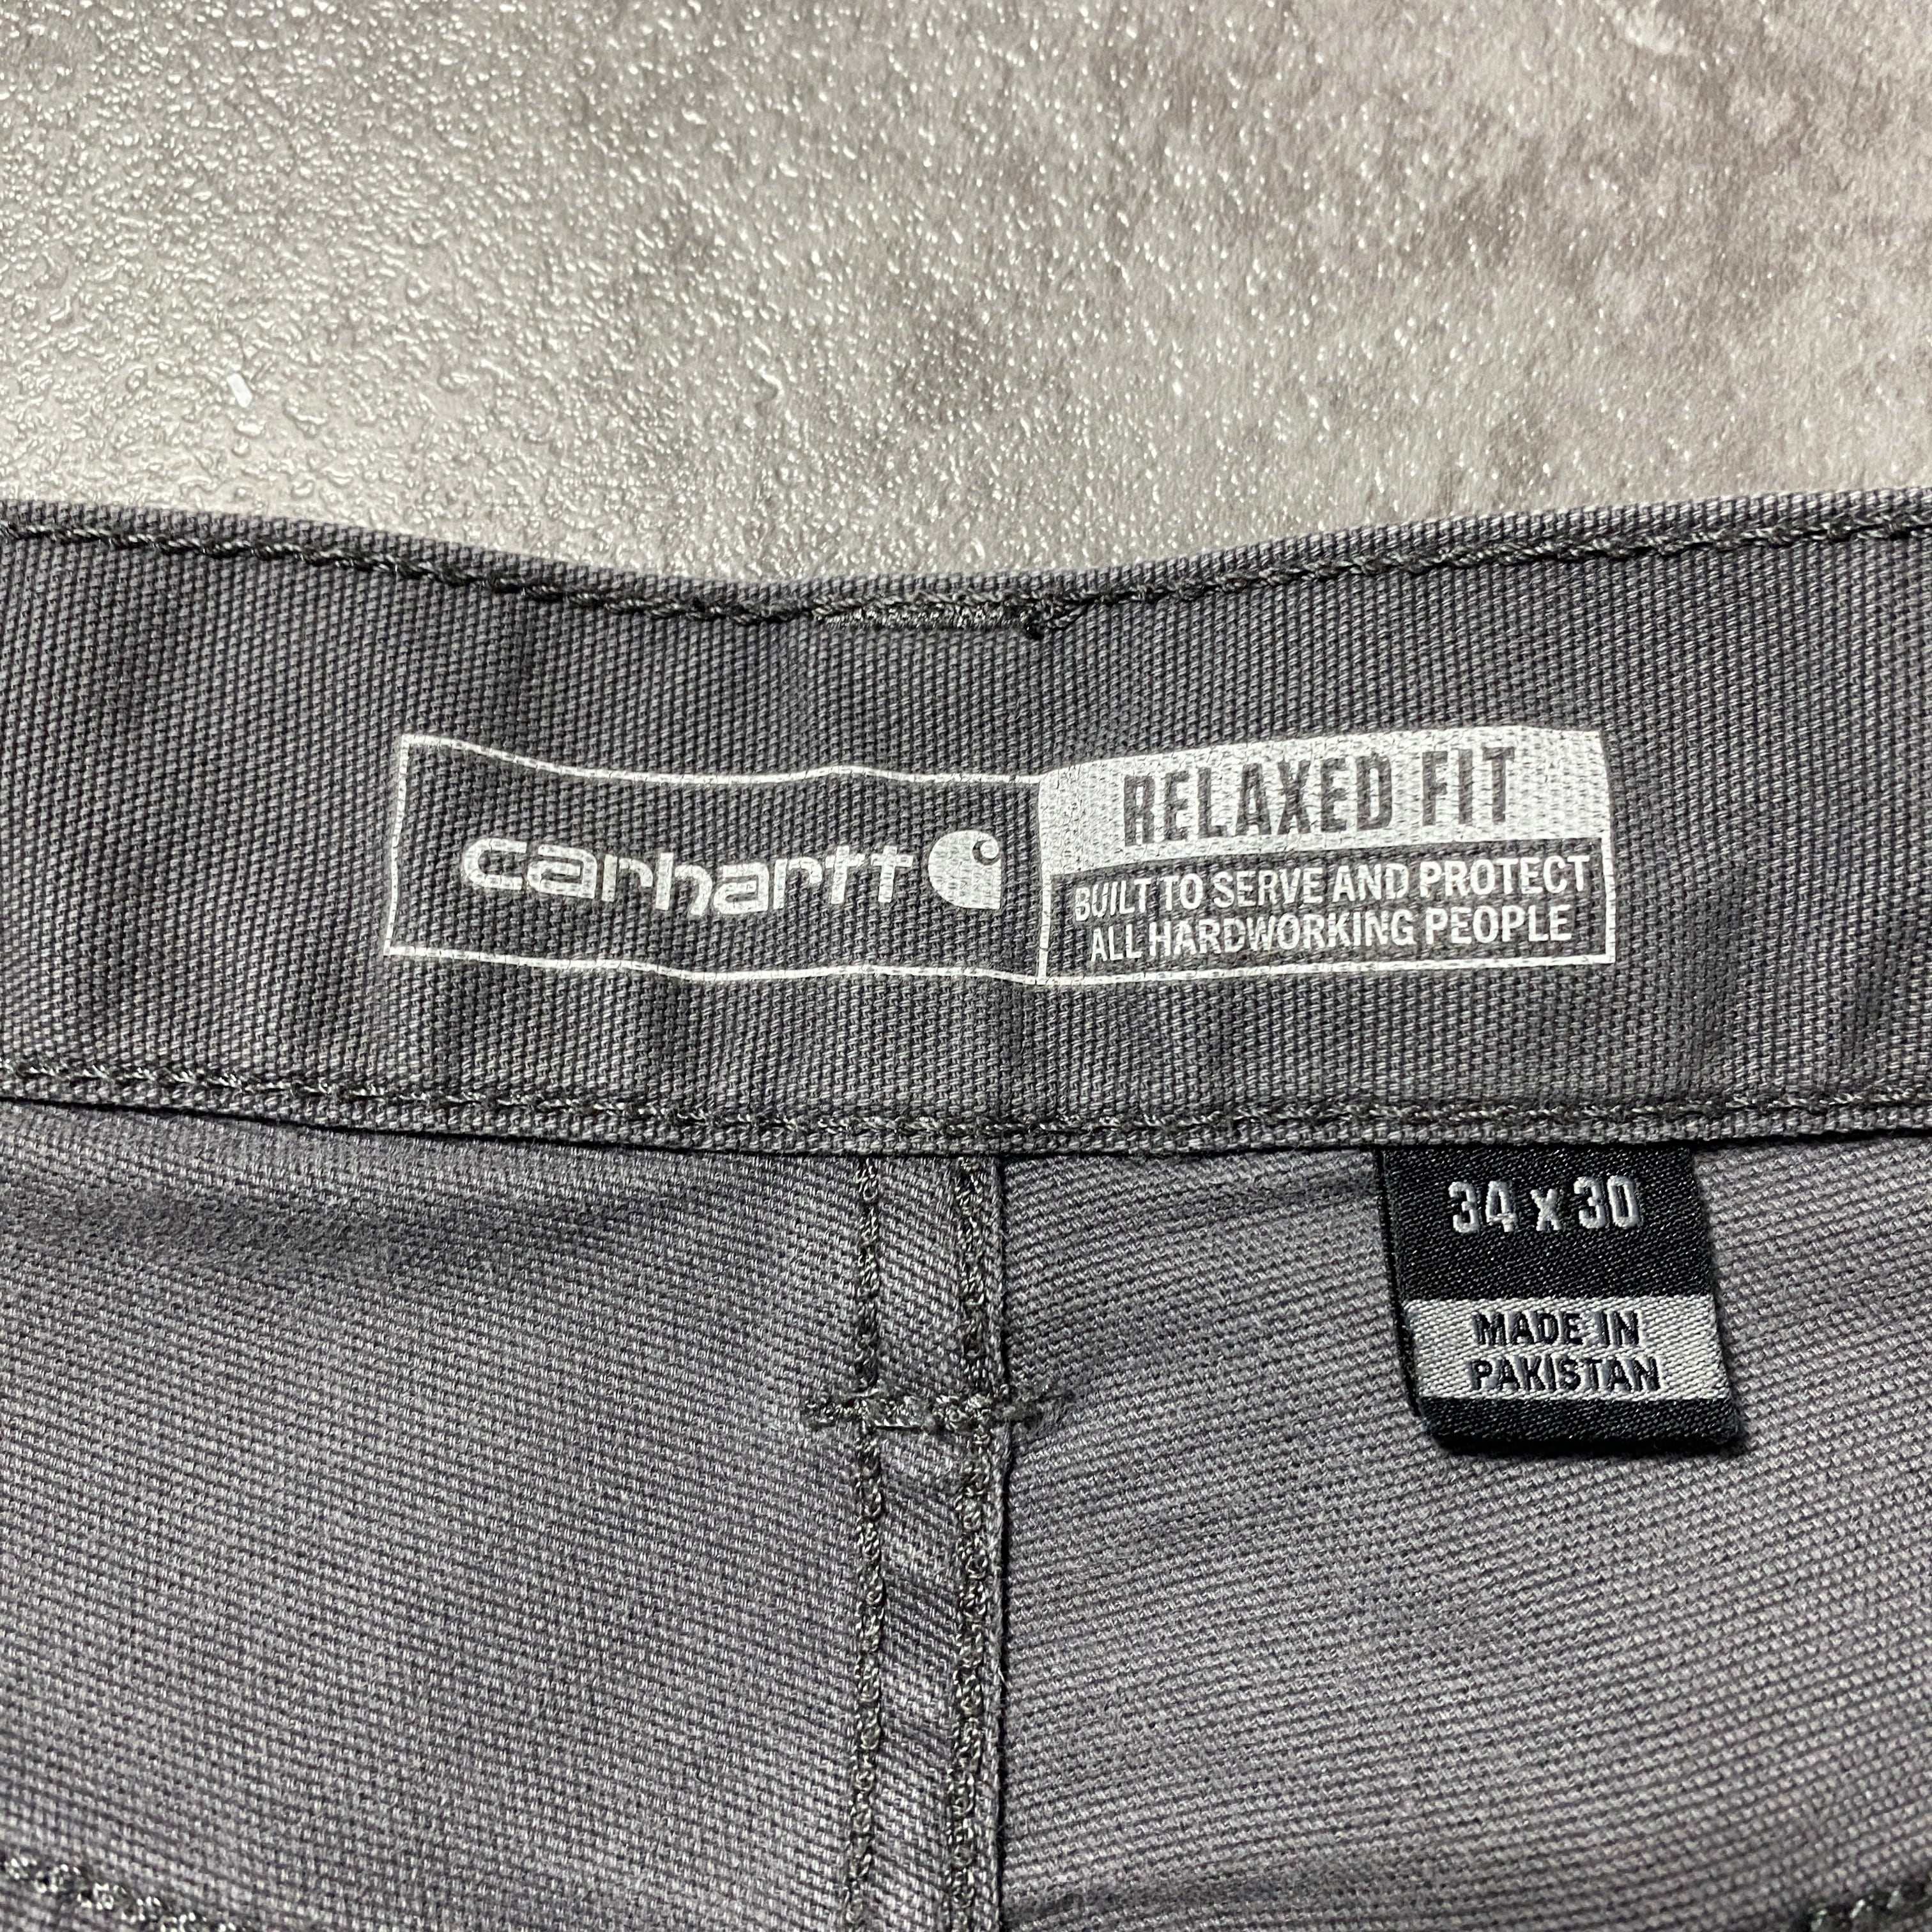 carhartt
RELAXED FIT
BUILT TO SERVE AND PROTECT
ALL HARDWORKING PEOPLE
34 x 30
MADE IN
PAKISTAN